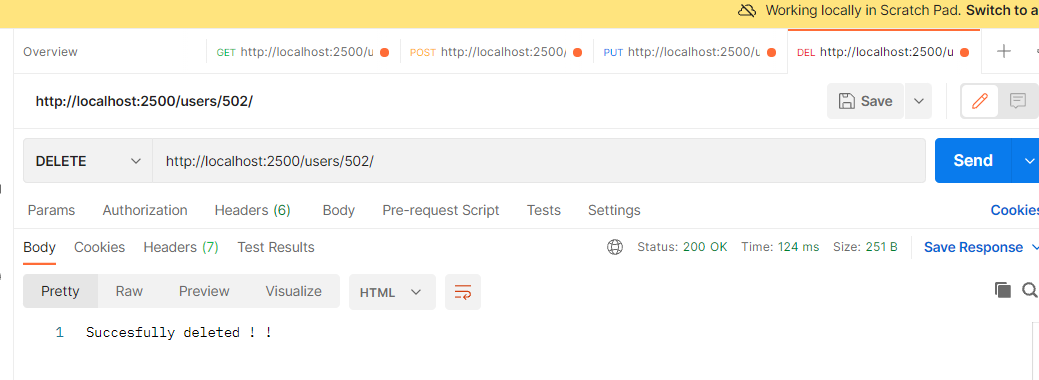 Working locally in Scratch Pad. Switch to a
Overview GET http://localhost:2500/u POST http://localhost:2500/ PUT http://localhost:2500/u DEL http://localhost:2500/u
http://localhost:2500/users/502/ Save
DELETE http://localhost:2500/users/502/ Send
Params Authorization Headers (6) Body Pre-request Script Tests Settings Cookies
Body Cookies Headers (7) Test Results Status: 200 OK Time: 124 ms Size: 251 B Save Response
Pretty Raw Preview Visualize HTML
1 Succesfully deleted ! !